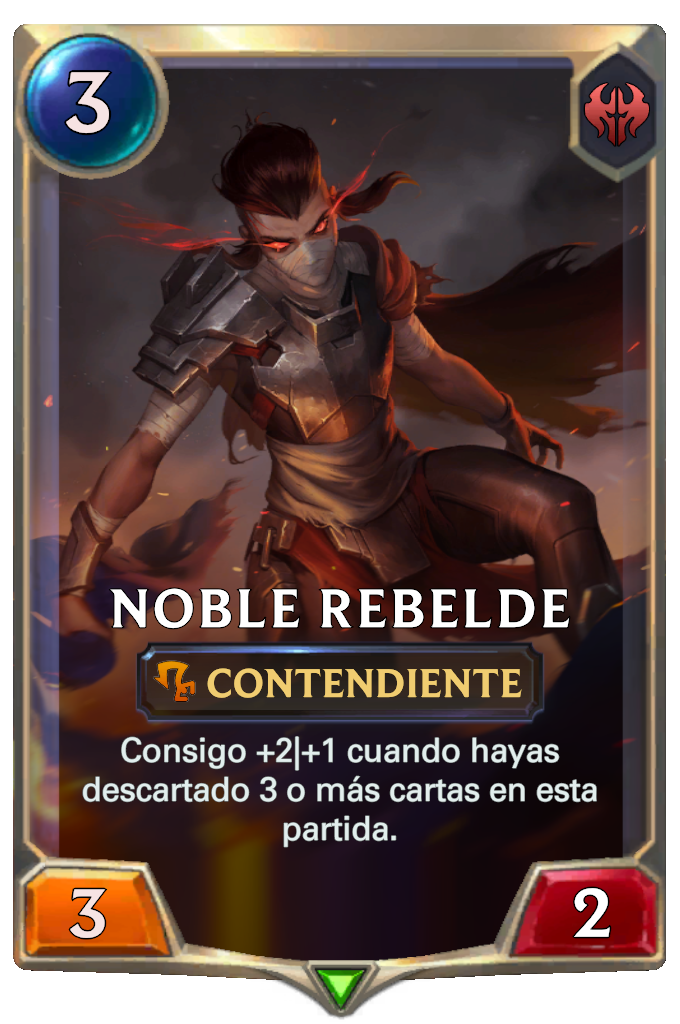 3
NOBLE REBELDE
CONTENDIENTE
Consigo +2|+1 cuando hayas
descartado 3 o más cartas en esta
partida.
3
2